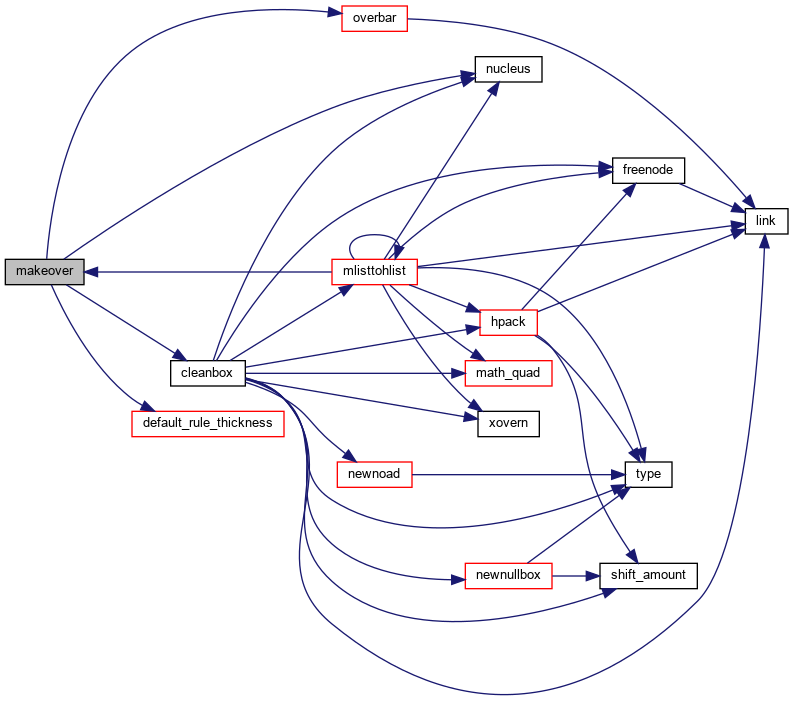 overbar
nucleus
freenode
link
makeover
mlisttohlist
hpack
cleanbox
math_quad
default_rule_thickness
xovern
newnoad
type
newnullbox
shift_amount